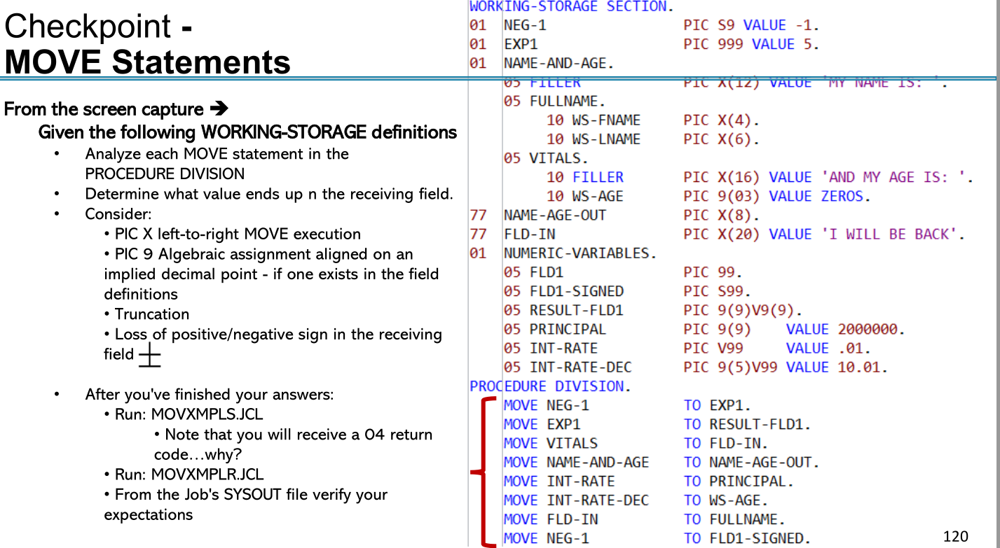 Checkpoint -
MOVE Statements
From the screen capture ➔
Given the following WORKING-STORAGE definitions
• Analyze each MOVE statement in the
PROCEDURE DIVISION
• Determine what value ends up n the receiving field.
• Consider:
• PIC X left-to-right MOVE execution
• PIC 9 Algebraic assignment aligned on an
implied decimal point - if one exists in the field
definitions
• Truncation
• Loss of positive/negative sign in the receiving
field
• After you've finished your answers:
• Run: MOVXMPLS.JCL
• Note that you will receive a 04 return
code…why?
• Run: MOVXMPLR.JCL
• From the Job's SYSOUT file verify your
expectations
WORKING-STORAGE SECTION.
01 NEG-1 PIC S9 VALUE -1.
01 EXP1 PIC 999 VALUE 5.
01 NAME-AND-AGE.
05 FILLER PIC X(12) VALUE 'MY NAME IS: '.
05 FULLNAME.
10 WS-FNAME PIC X(4).
10 WS-LNAME PIC X(6).
05 VITALS.
10 FILLER PIC X(16) VALUE 'AND MY AGE IS: '.
10 WS-AGE PIC 9(03) VALUE ZEROS.
77 NAME-AGE-OUT PIC X(8).
77 FLD-IN PIC X(20) VALUE 'I WILL BE BACK'.
01 NUMERIC-VARIABLES.
05 FLD1 PIC 99.
05 FLD1-SIGNED PIC S99.
05 RESULT-FLD1 PIC 9(9)V9(9).
05 PRINCIPAL PIC 9(9) VALUE 2000000.
05 INT-RATE PIC V99 VALUE .01.
05 INT-RATE-DEC PIC 9(5)V99 VALUE 10.01.
PROCEDURE DIVISION.
MOVE NEG-1 TO EXP1.
MOVE EXP1 TO RESULT-FLD1.
MOVE VITALS TO FLD-IN.
MOVE NAME-AND-AGE TO NAME-AGE-OUT.
MOVE INT-RATE TO PRINCIPAL.
MOVE INT-RATE-DEC TO WS-AGE.
MOVE FLD-IN TO FULLNAME.
MOVE NEG-1 TO FLD1-SIGNED.
120